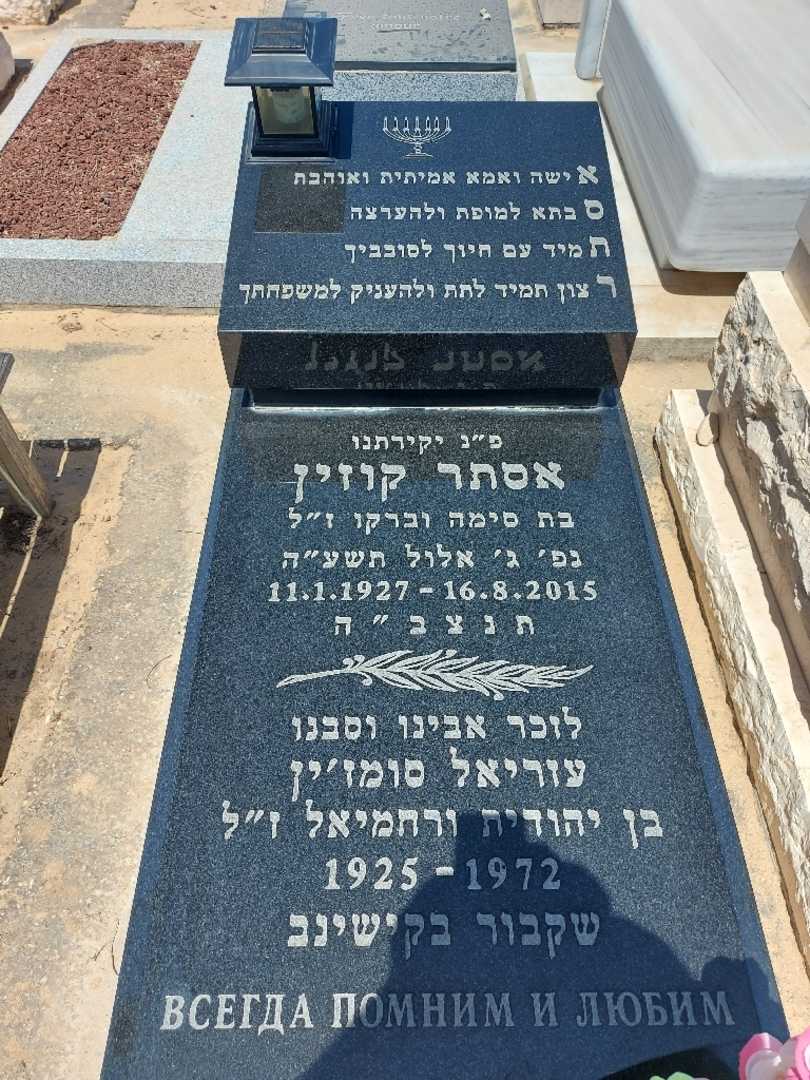 אישה ואמא אמיתית ואוהבת
סבתא למופת ולהערצה
תמיד עם חיוך לסובביך
רצון תמיד לתת ולהעניק למשפחתך
פ״נ יקירתנו
אסתר קוזין
בת סימה וברקו ז״ל
נפ׳ ג׳ אלול תשע״ה
11.1.1927 - 16.8.2015
ת נ צ ב ״ ה
לזכר אבינו וסבנו
עזריאל סומז׳ין
בן יהודית ורחמיאל ז״ל
1925 - 1972
שקבור בקישינב
ВСЕГДА ПОМНИМ И ЛЮБИМ